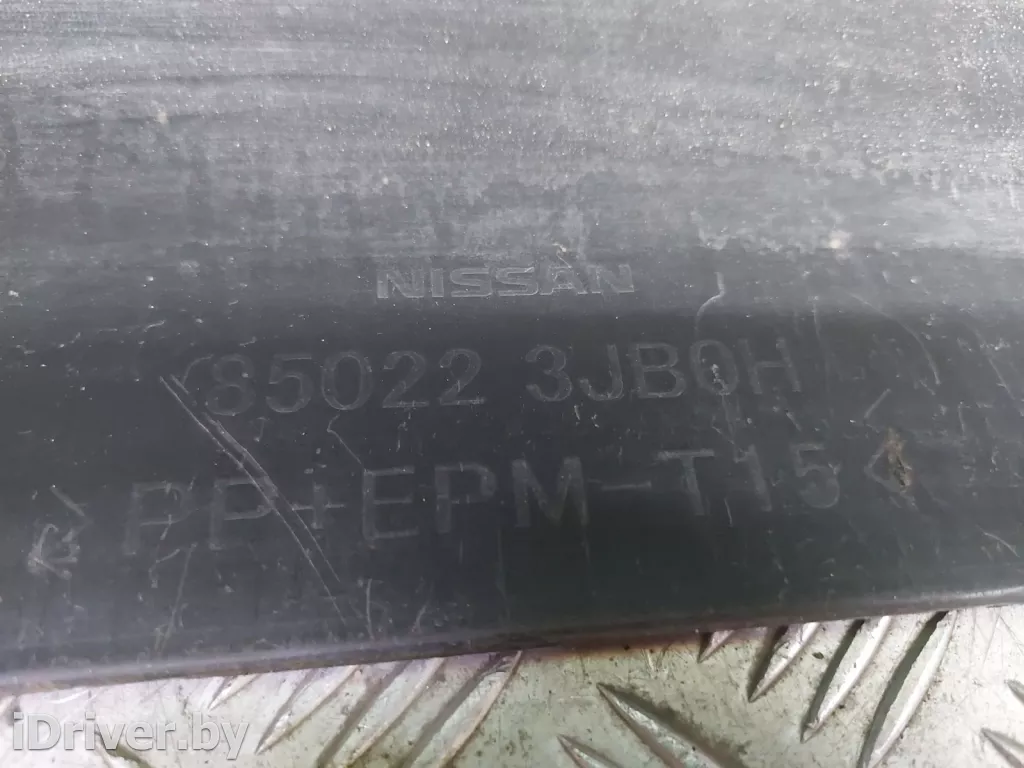 NISSAN
85022 3JB0H
>PP+EPM-T15<
iDriver.by